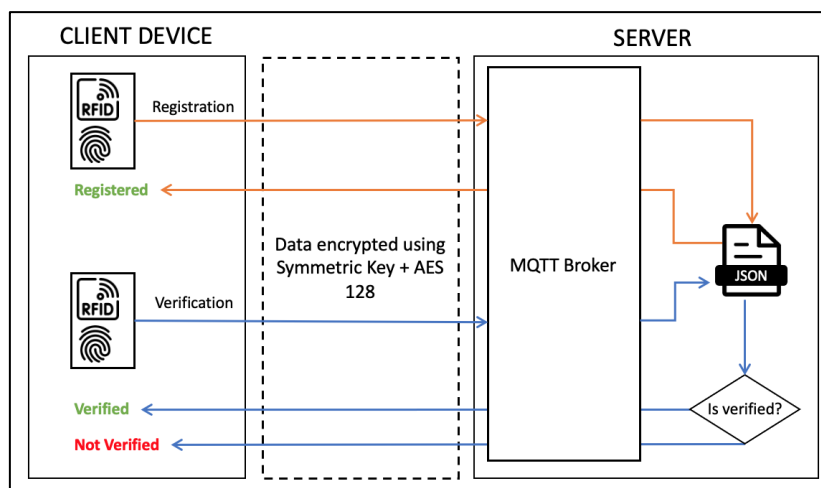 CLIENT DEVICE
SERVER
RFID
Registration
Registered
Data encrypted using
Symmetric Key + AES
128
MQTT Broker
JSON
RFID
Verification
Verified
Is verified?
Not Verified